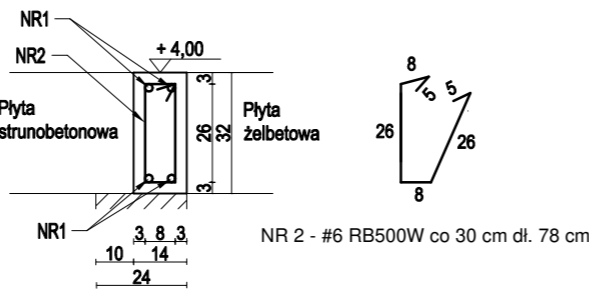 NR1
NR2
+ 4,00
Płyta
strunobetonowa
Płyta
żelbetowa
3
26
32
3
NR1
3 8 3
10 14
24
8
5
5
26
26
8
NR 2 - #6 RB500W co 30 cm dł. 78 cm